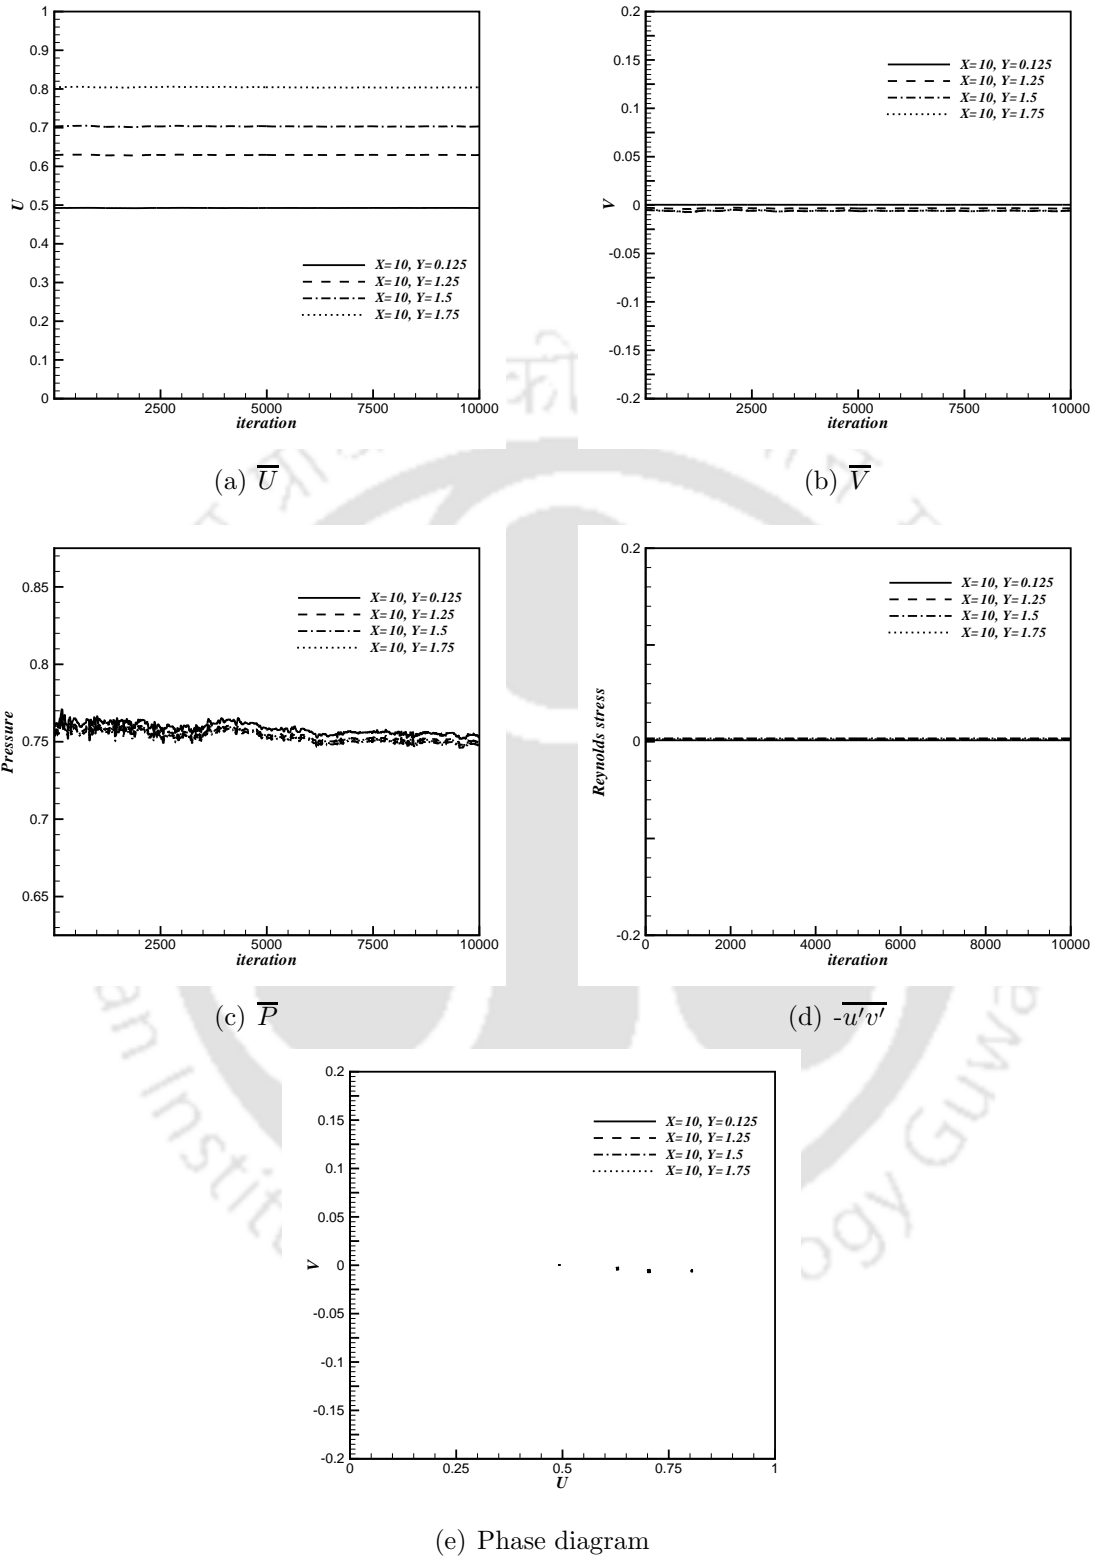 1
0.9
0.8
0.7
0.6
0.5
0.4
0.3
0.2
0.1
0
U
X=10, Y=0.125
X=10, Y=1.25
X=10, Y=1.5
X=10, Y=1.75
2500 5000 7500 10000
iteration
(a) U̅
0.2
0.15
0.1
0.05
0
-0.05
-0.1
-0.15
-0.2
V
X=10, Y=0.125
X=10, Y=1.25
X=10, Y=1.5
X=10, Y=1.75
2500 5000 7500 10000
iteration
(b) V̅
0.85
0.8
0.75
0.7
0.65
Pressure
X=10, Y=0.125
X=10, Y=1.25
X=10, Y=1.5
X=10, Y=1.75
2500 5000 7500 10000
iteration
(c) P̅
0.2
0
-0.2
Reynolds stress
X=10, Y=0.125
X=10, Y=1.25
X=10, Y=1.5
X=10, Y=1.75
0 2000 4000 6000 8000 10000
iteration
(d) -u̅'̅v̅'̅
0.2
0.15
0.1
0.05
0
-0.05
-0.1
-0.15
-0.2
V
X=10, Y=0.125
X=10, Y=1.25
X=10, Y=1.5
X=10, Y=1.75
0 0.25 0.5 0.75 1
U
(e) Phase diagram